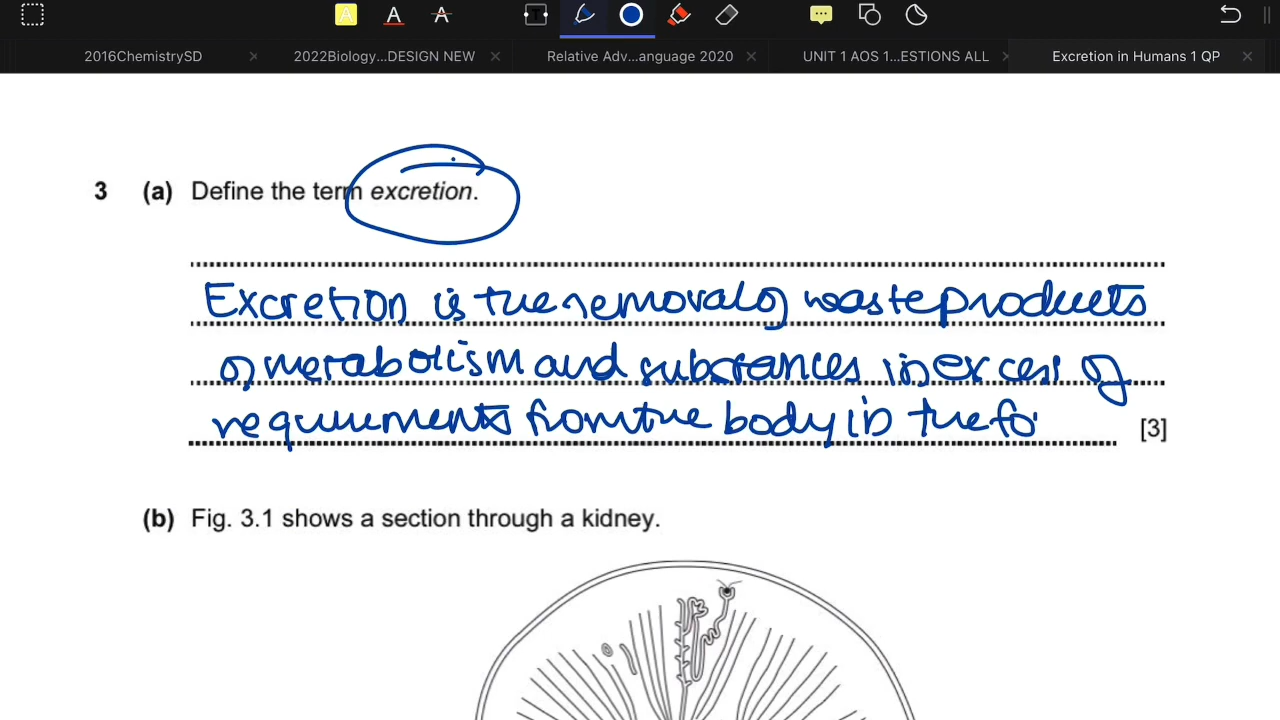 A A A T
2016ChemistrySD × 2022Biology...DESIGN NEW × Relative Adv...anguage 2020 × UNIT 1 AOS 1...ESTIONS ALL × Excretion in Humans 1 QP ×
3 (a) Define the term excretion.
Excretion is the removal of waste products
of metabolism and substances in excess of
requirements from the body in the fo
[3]
(b) Fig. 3.1 shows a section through a kidney.